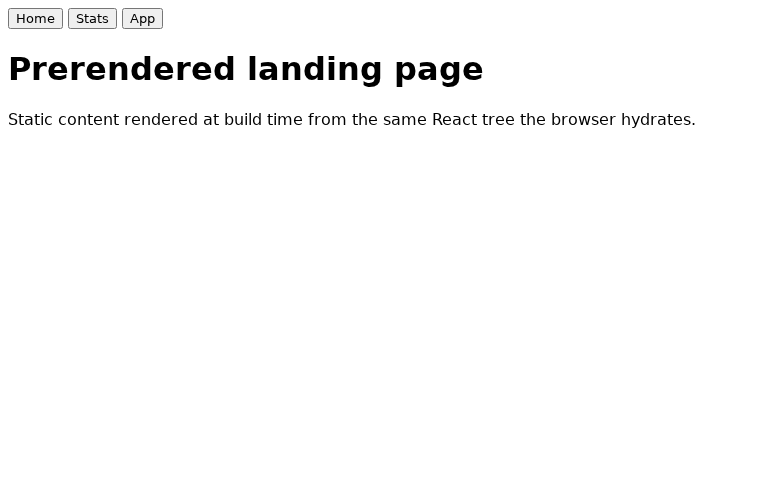 Home Stats App
Prerendered landing page
Static content rendered at build time from the same React tree the browser hydrates.